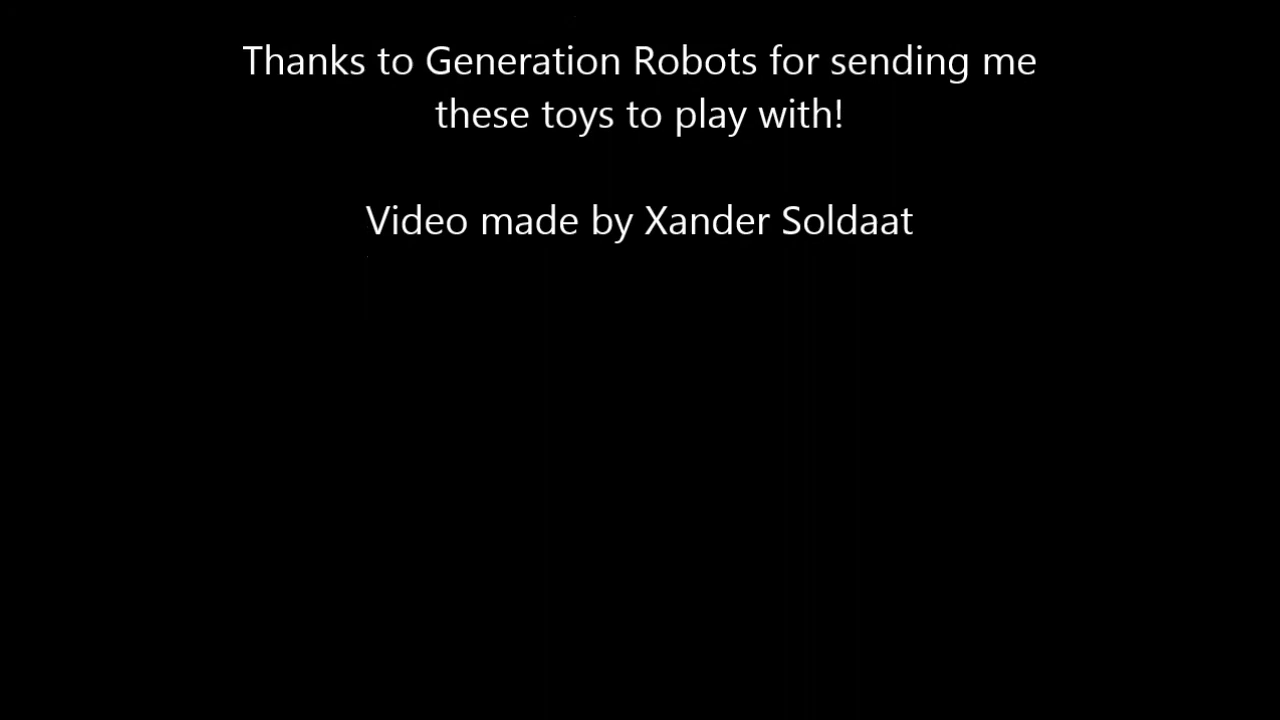 Thanks to Generation Robots for sending me
these toys to play with!
Video made by Xander Soldaat